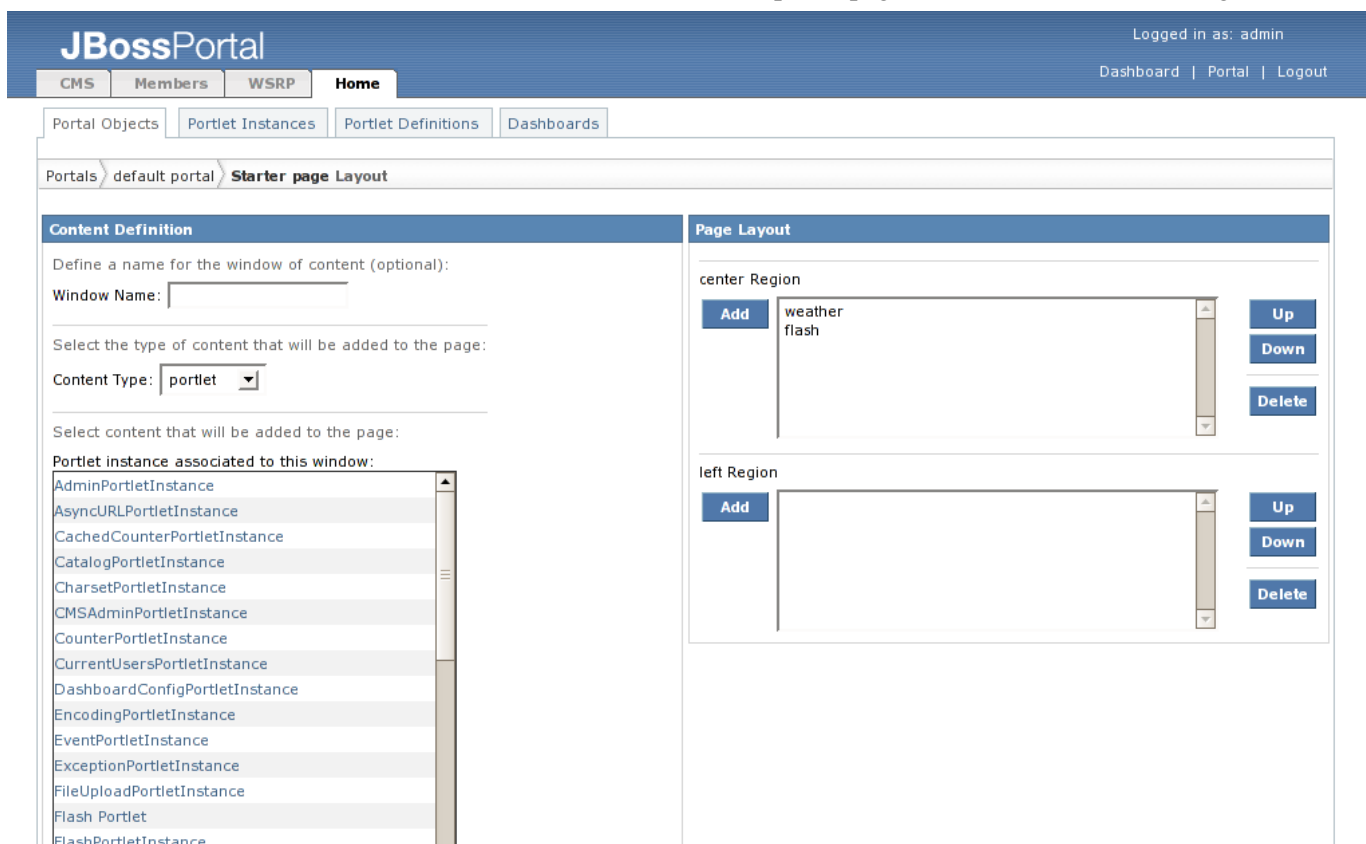 JBossPortal
Logged in as: admin
Dashboard | Portal | Logout
CMS Members WSRP Home
Portal Objects Portlet Instances Portlet Definitions Dashboards
Portals default portal Starter page Layout
Content Definition
Define a name for the window of content (optional):
Window Name:
Select the type of content that will be added to the page:
Content Type: portlet
Select content that will be added to the page:
Portlet instance associated to this window:
AdminPortletInstance
AsyncURLPortletInstance
CachedCounterPortletInstance
CatalogPortletInstance
CharsetPortletInstance
CMSAdminPortletInstance
CounterPortletInstance
CurrentUsersPortletInstance
DashboardConfigPortletInstance
EncodingPortletInstance
EventPortletInstance
ExceptionPortletInstance
FileUploadPortletInstance
Flash Portlet
FlashPortletInstance
Page Layout
center Region
Add
weather
flash
Up
Down
Delete
left Region
Add
Up
Down
Delete